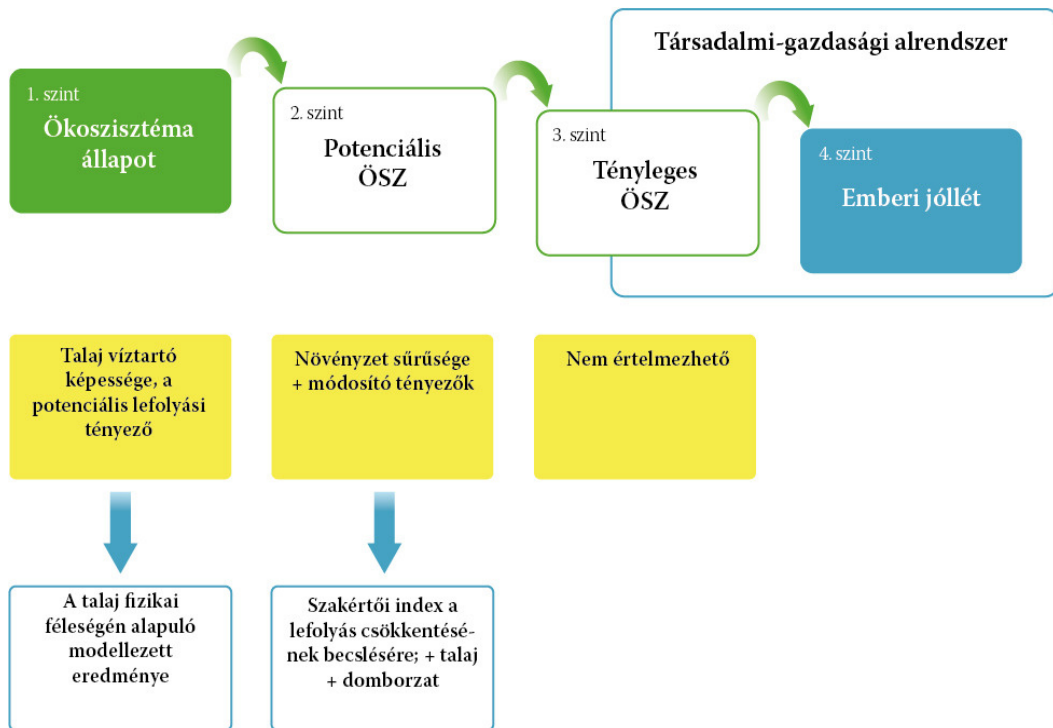 Társadalmi-gazdasági alrendszer
1. szint
Ökoszisztéma
állapot
2. szint
Potenciális
ÖSZ
3. szint
Tényleges
ÖSZ
4. szint
Emberi jóllét
Talaj víztartó
képessége, a
potenciális lefolyási
tényező
Növényzet sűrűsége
+ módosító tényezők
Nem értelmezhető
A talaj fizikai
féleségén alapuló
modellezett
eredménye
Szakértői index a
lefolyás csökkentésé-
nek becslésére; + talaj
+ domborzat